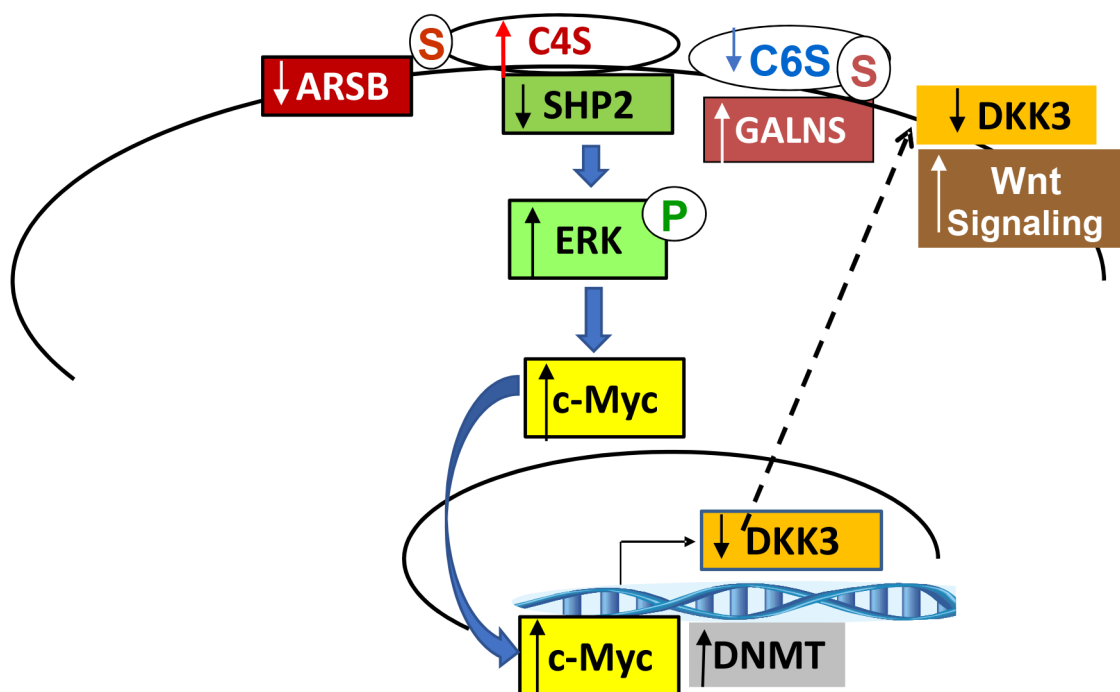 S
C4S
ARSB
SHP2
C6S
S
GALNS
DKK3
Wnt
Signaling
ERK
P
c-Myc
DKK3
c-Myc
DNMT